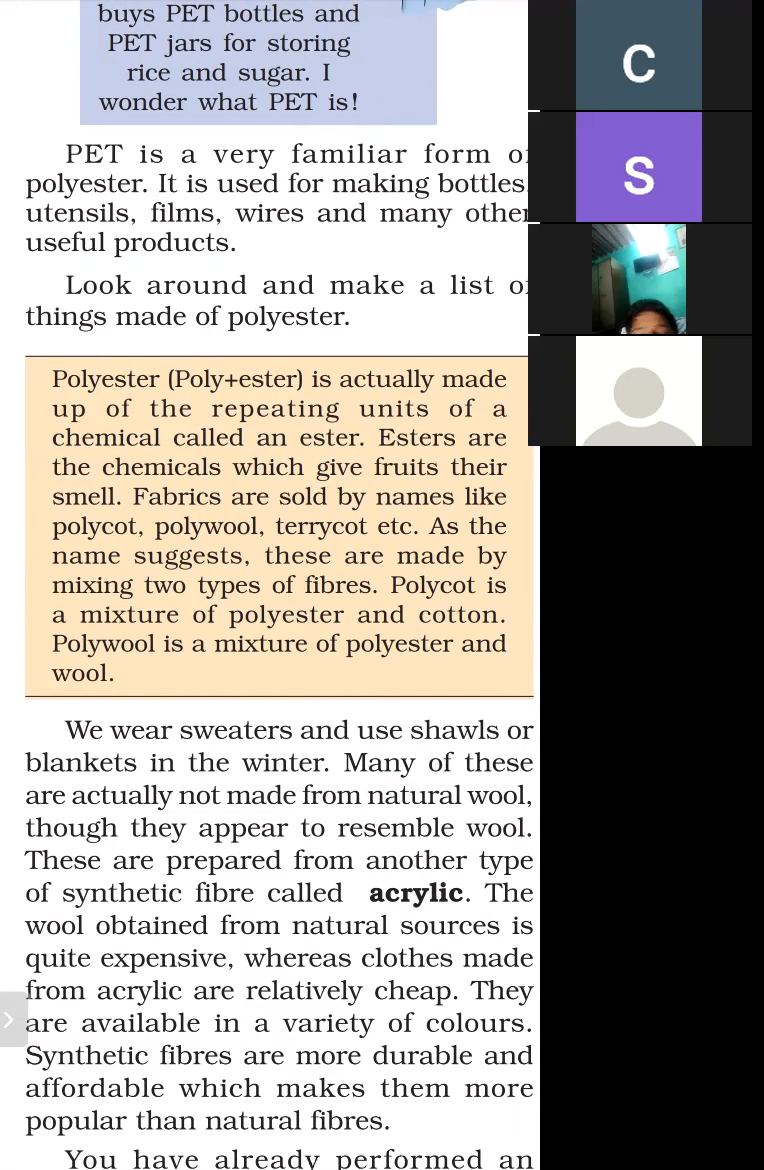 buys PET bottles and
PET jars for storing
rice and sugar. I
wonder what PET is!
PET is a very familiar form of
polyester. It is used for making bottles,
utensils, films, wires and many other
useful products.
Look around and make a list of
things made of polyester.
Polyester (Poly+ester) is actually made
up of the repeating units of a
chemical called an ester. Esters are
the chemicals which give fruits their
smell. Fabrics are sold by names like
polycot, polywool, terrycot etc. As the
name suggests, these are made by
mixing two types of fibres. Polycot is
a mixture of polyester and cotton.
Polywool is a mixture of polyester and
wool.
We wear sweaters and use shawls or
blankets in the winter. Many of these
are actually not made from natural wool,
though they appear to resemble wool.
These are prepared from another type
of synthetic fibre called acrylic. The
wool obtained from natural sources is
quite expensive, whereas clothes made
from acrylic are relatively cheap. They
are available in a variety of colours.
Synthetic fibres are more durable and
affordable which makes them more
popular than natural fibres.
You have already performed an
C
S